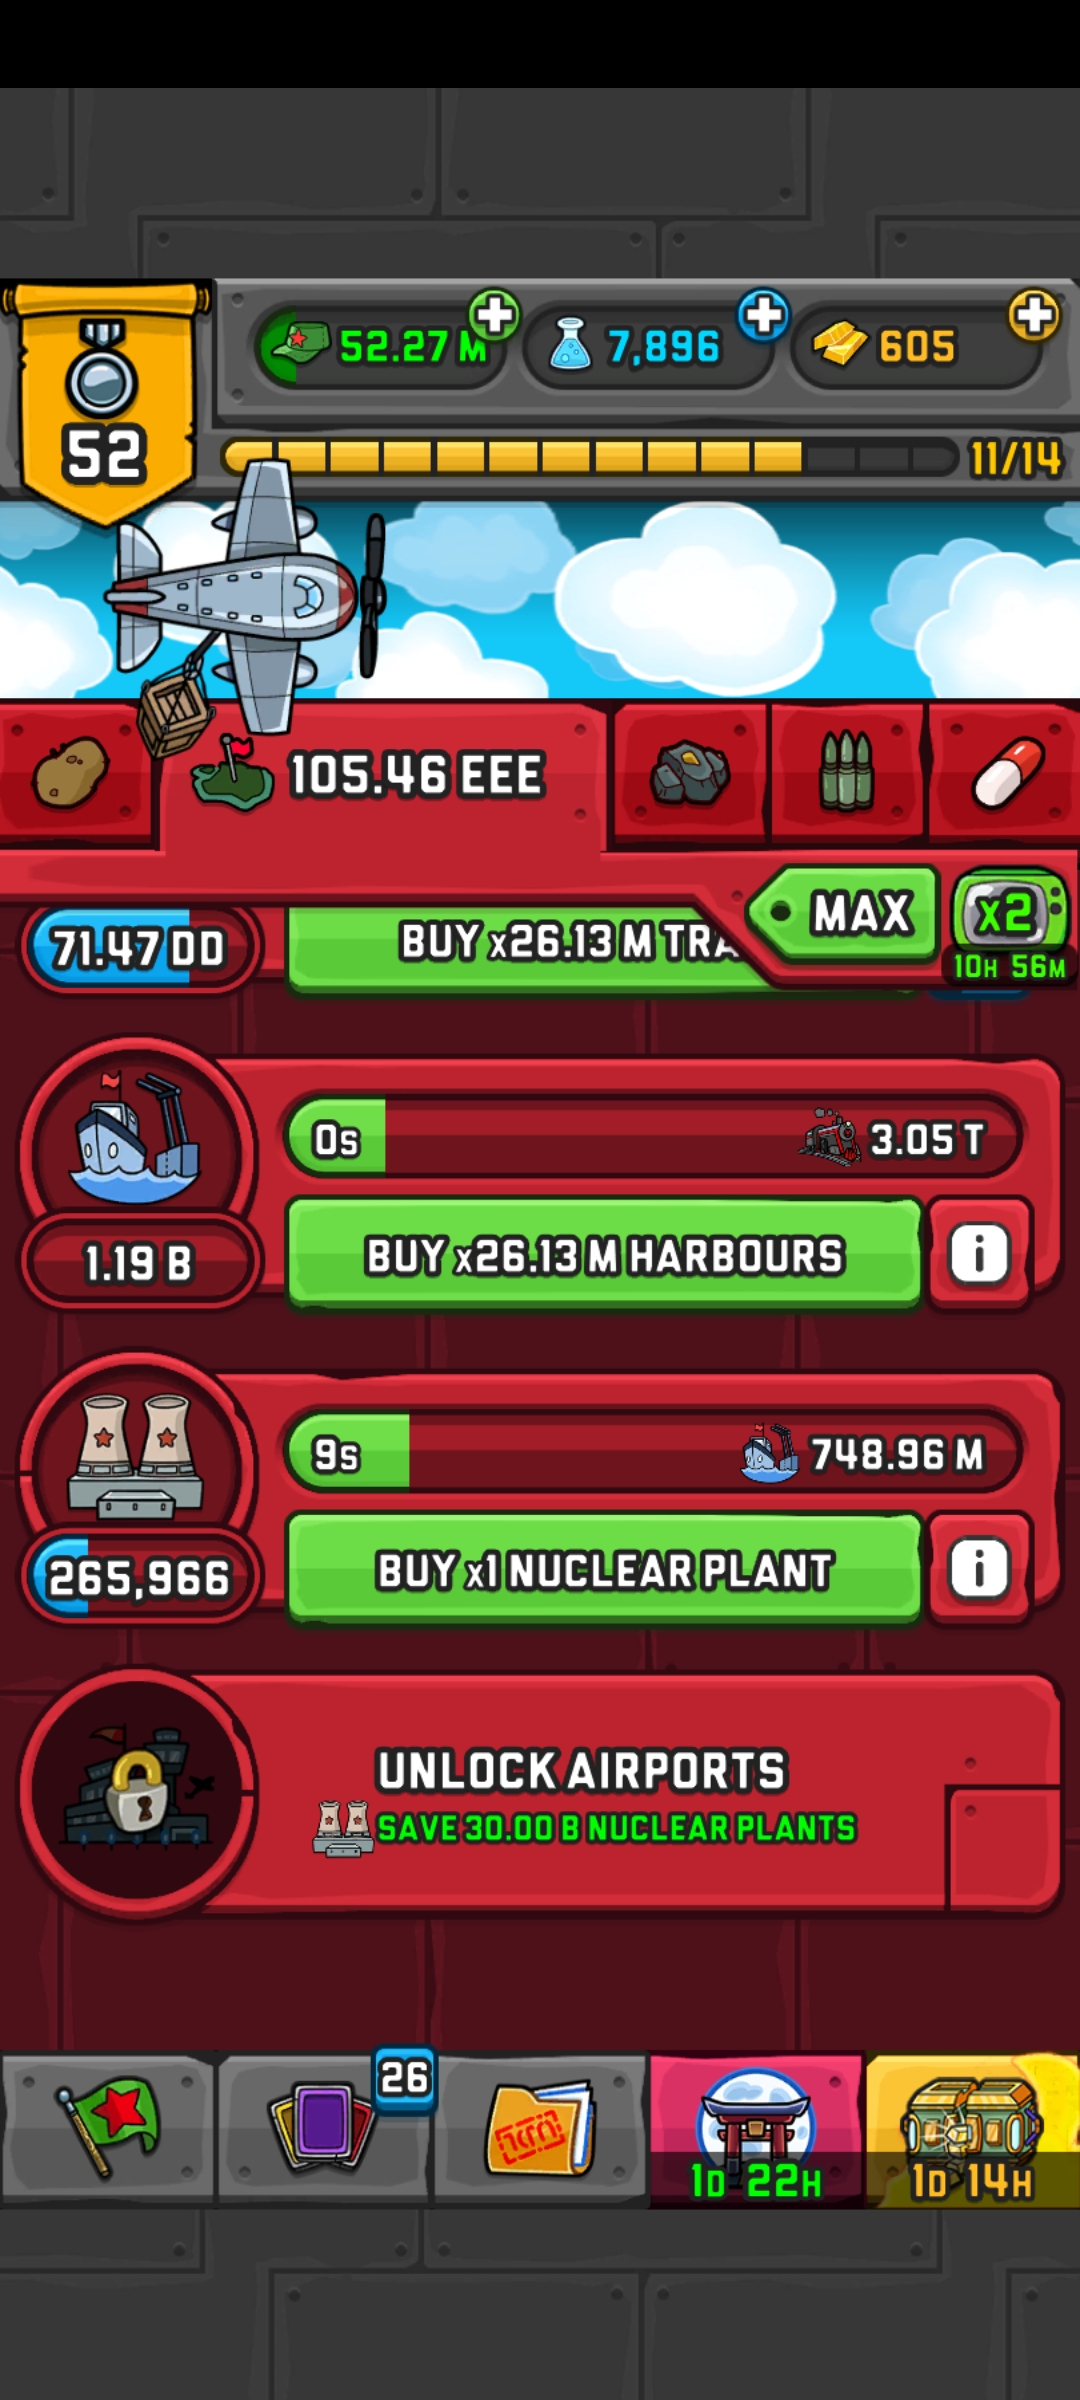 52.27 M
7,896
605
52
11/14
105.46 EEE
MAX
x2
10H 56M
71.47 DD
BUY x26.13 M TRA
0s
3.05 T
1.19 B
BUY x26.13 M HARBOURS
i
9s
748.96 M
265,966
BUY x1 NUCLEAR PLANT
i
UNLOCK AIRPORTS
SAVE 30.00 B NUCLEAR PLANTS
26
1D 22H
1D 14H